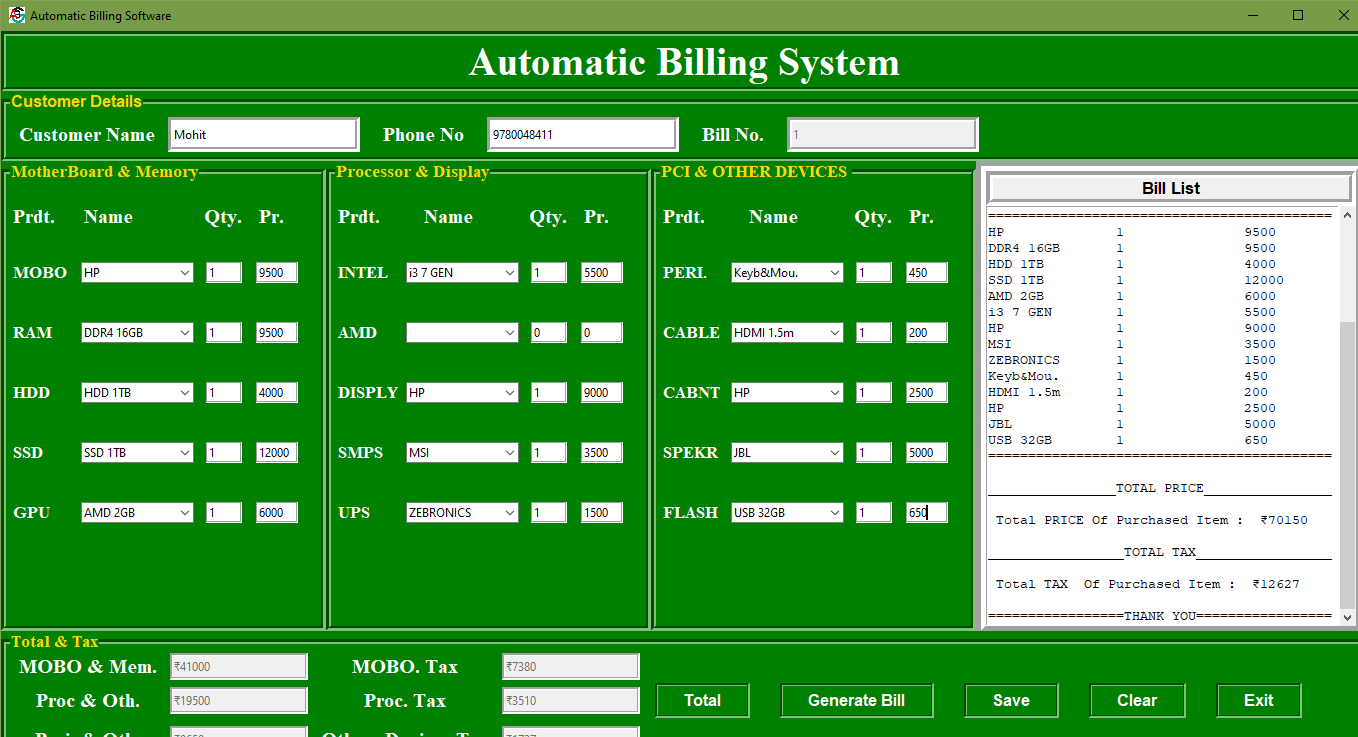 Automatic Billing Software
Automatic Billing System
Customer Details
Customer Name Mohit Phone No 9780048411 Bill No. 1
MotherBoard & Memory
Prdt. Name Qty. Pr.
MOBO HP 1 9500
RAM DDR4 16GB 1 9500
HDD HDD 1TB 1 4000
SSD SSD 1TB 1 12000
GPU AMD 2GB 1 6000
Processor & Display
Prdt. Name Qty. Pr.
INTEL i3 7 GEN 1 5500
AMD 0 0
DISPLY HP 1 9000
SMPS MSI 1 3500
UPS ZEBRONICS 1 1500
PCI & OTHER DEVICES
Prdt. Name Qty. Pr.
PERI. Keyb&Mou. 1 450
CABLE HDMI 1.5m 1 200
CABNT HP 1 2500
SPEKR JBL 1 5000
FLASH USB 32GB 1 650
Bill List
===========================================
HP 1 9500
DDR4 16GB 1 9500
HDD 1TB 1 4000
SSD 1TB 1 12000
AMD 2GB 1 6000
i3 7 GEN 1 5500
HP 1 9000
MSI 1 3500
ZEBRONICS 1 1500
Keyb&Mou. 1 450
HDMI 1.5m 1 200
HP 1 2500
JBL 1 5000
USB 32GB 1 650
===========================================
________________TOTAL PRICE________________
Total PRICE Of Purchased Item : ₹70150
_________________TOTAL TAX_________________
Total TAX Of Purchased Item : ₹12627
=================THANK YOU=================
Total & Tax
MOBO & Mem. ₹41000 MOBO. Tax ₹7380
Proc & Oth. ₹19500 Proc. Tax ₹3510
Total Generate Bill Save Clear Exit